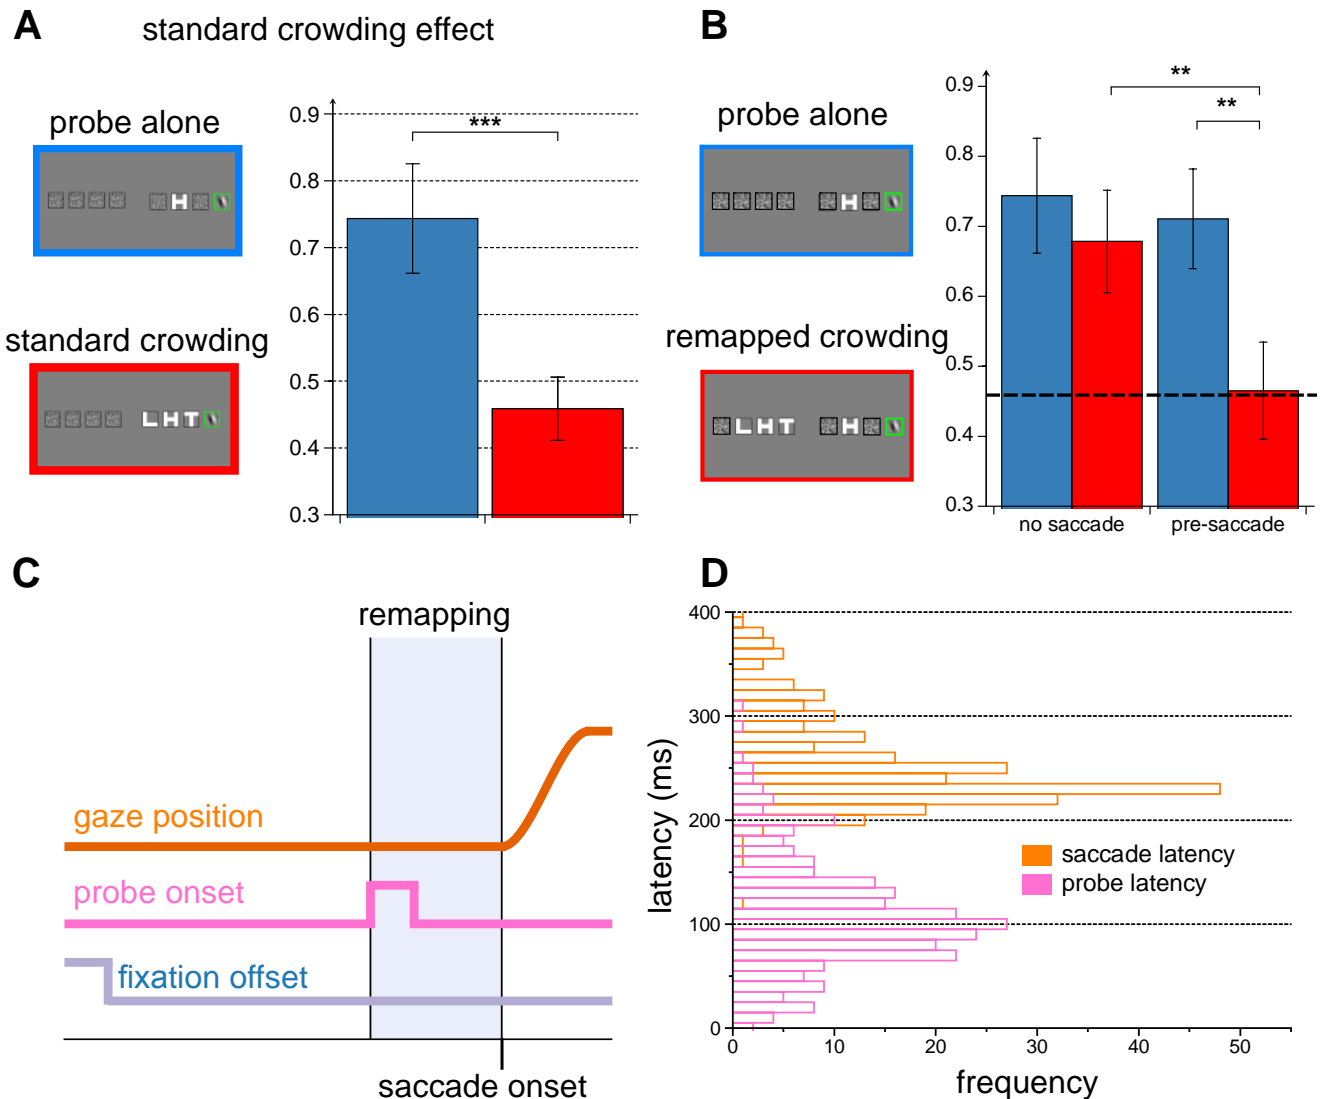 A
standard crowding effect
probe alone
H
standard crowding
L H T
0.9
0.8
0.7
0.6
0.5
0.4
0.3
***
B
probe alone
H
remapped crowding
L H T H
0.9
0.8
0.7
0.6
0.5
0.4
0.3
**
**
no saccade
pre-saccade
C
remapping
gaze position
probe onset
fixation offset
saccade onset
D
400
300
200
100
0
latency (ms)
saccade latency
probe latency
0 10 20 30 40 50
frequency